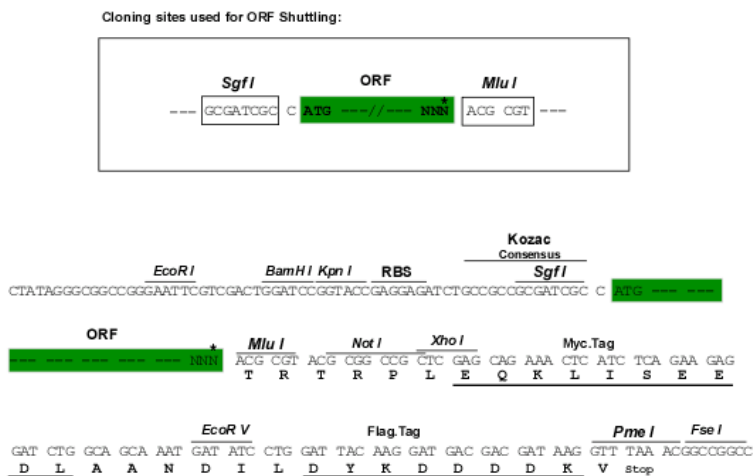 Cloning sites used for ORF Shuttling:
Sgf I ORF Mlu I
--- GCGATCGC C ATG ---//--- NNN* ACG CGT ---
Kozac
Consensus
EcoR I BamH I Kpn I RBS Sgf I
CTATAGGGCGGCCGGGAATTCGTCGACTGGATCCGGTACCGAGGAGATCTGCCGCCGCGATCGC C ATG --- ---
ORF
Mlu I Not I Xho I Myc.Tag
--- --- --- --- --- --- NNN* ACG CGT ACG CGG CCG CTC GAG CAG AAA CTC ATC TCA GAA GAG
T R T R P L E Q K L I S E E
EcoR V Flag.Tag Pme I Fse I
GAT CTG GCA GCA AAT GAT ATC CTG GAT TAC AAG GAT GAC GAC GAT AAG GTT TAA ACGGCCGGCC
D L A A N D I L D Y K D D D D K V Stop